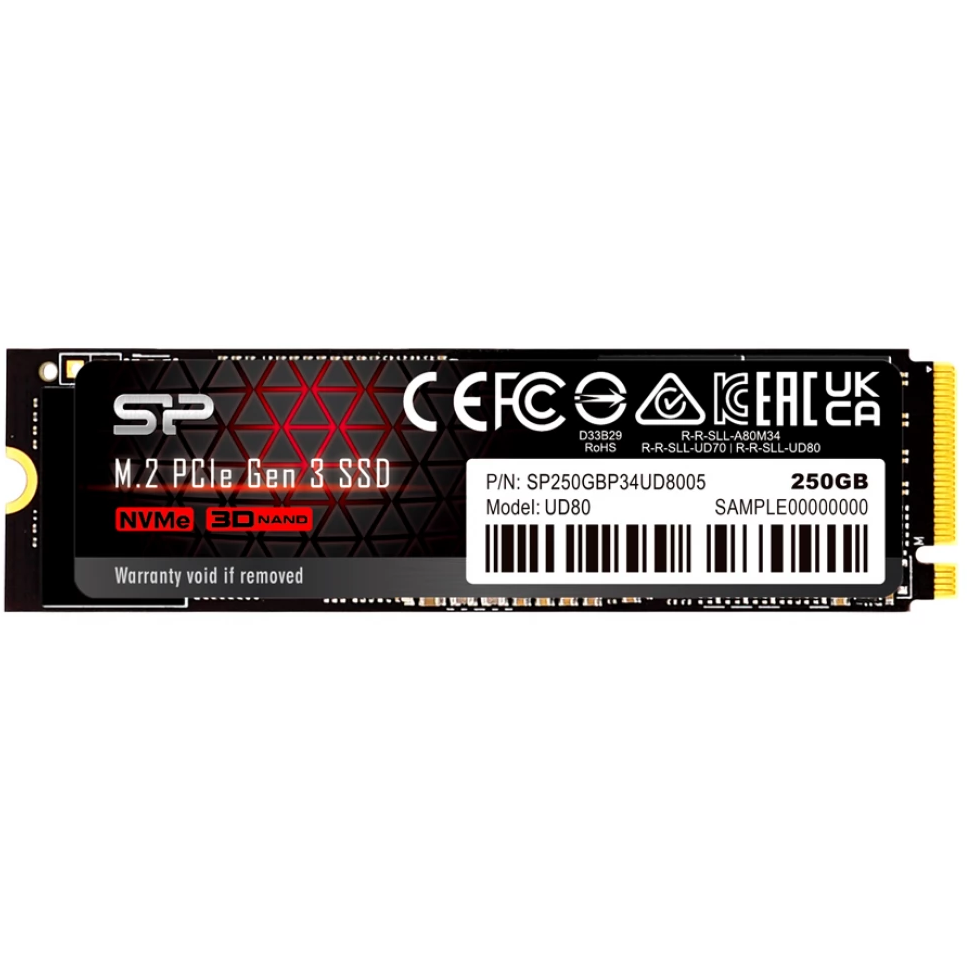 SP
M.2 PCIe Gen 3 SSD
NVMe 3D NAND
Warranty void if removed
CE FC EAC UK CA
D33B29
RoHS
R-R-SLL-A80M34
R-R-SLL-UD70 | R-R-SLL-UD80
P/N: SP250GBP34UD8005 250GB
Model: UD80 SAMPLE00000000
M